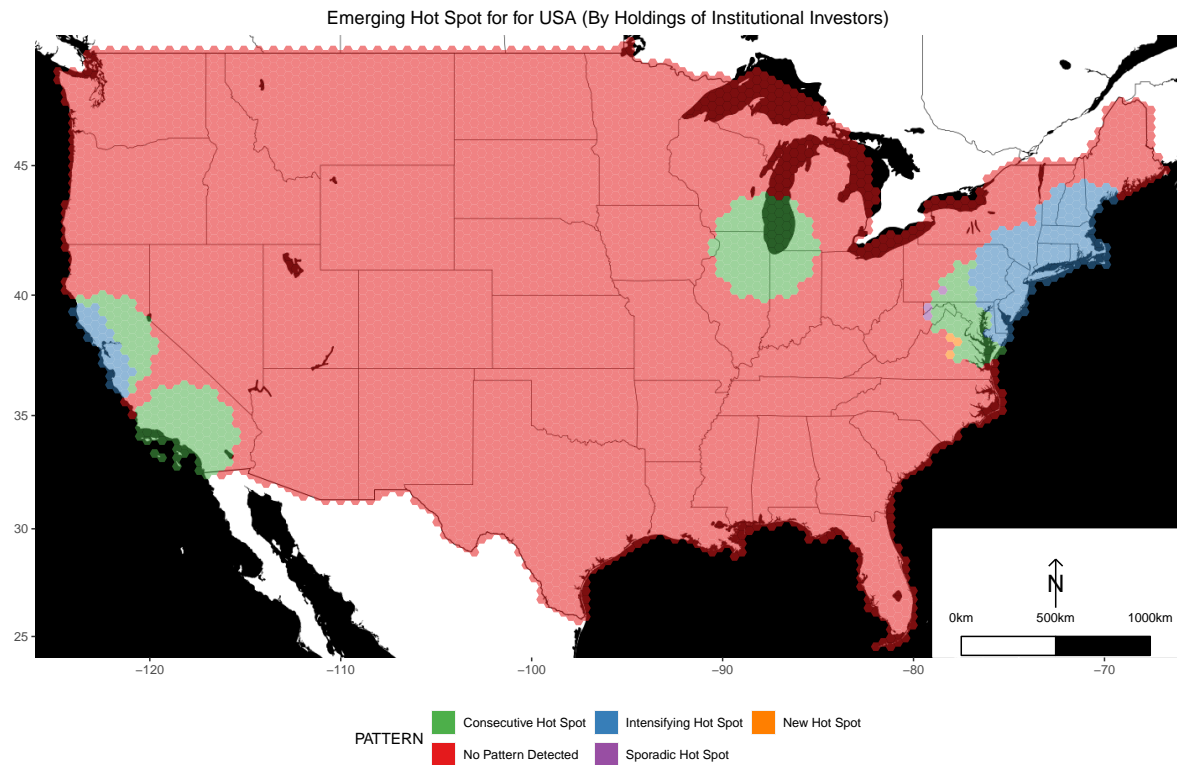 Emerging Hot Spot for for USA (By Holdings of Institutional Investors)
45
40
35
30
25
N
0km 500km 1000km
−120 −110 −100 −90 −80 −70
PATTERN
Consecutive Hot Spot Intensifying Hot Spot New Hot Spot
No Pattern Detected Sporadic Hot Spot